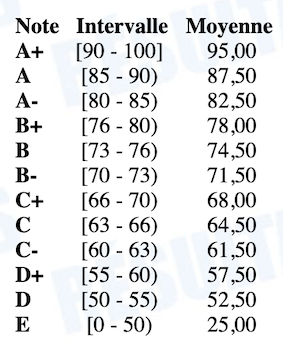 Note Intervalle Moyenne
A+ [90 - 100] 95,00
A [85 - 90) 87,50
A- [80 - 85) 82,50
B+ [76 - 80) 78,00
B [73 - 76) 74,50
B- [70 - 73) 71,50
C+ [66 - 70) 68,00
C [63 - 66) 64,50
C- [60 - 63) 61,50
D+ [55 - 60) 57,50
D [50 - 55) 52,50
E [0 - 50) 25,00